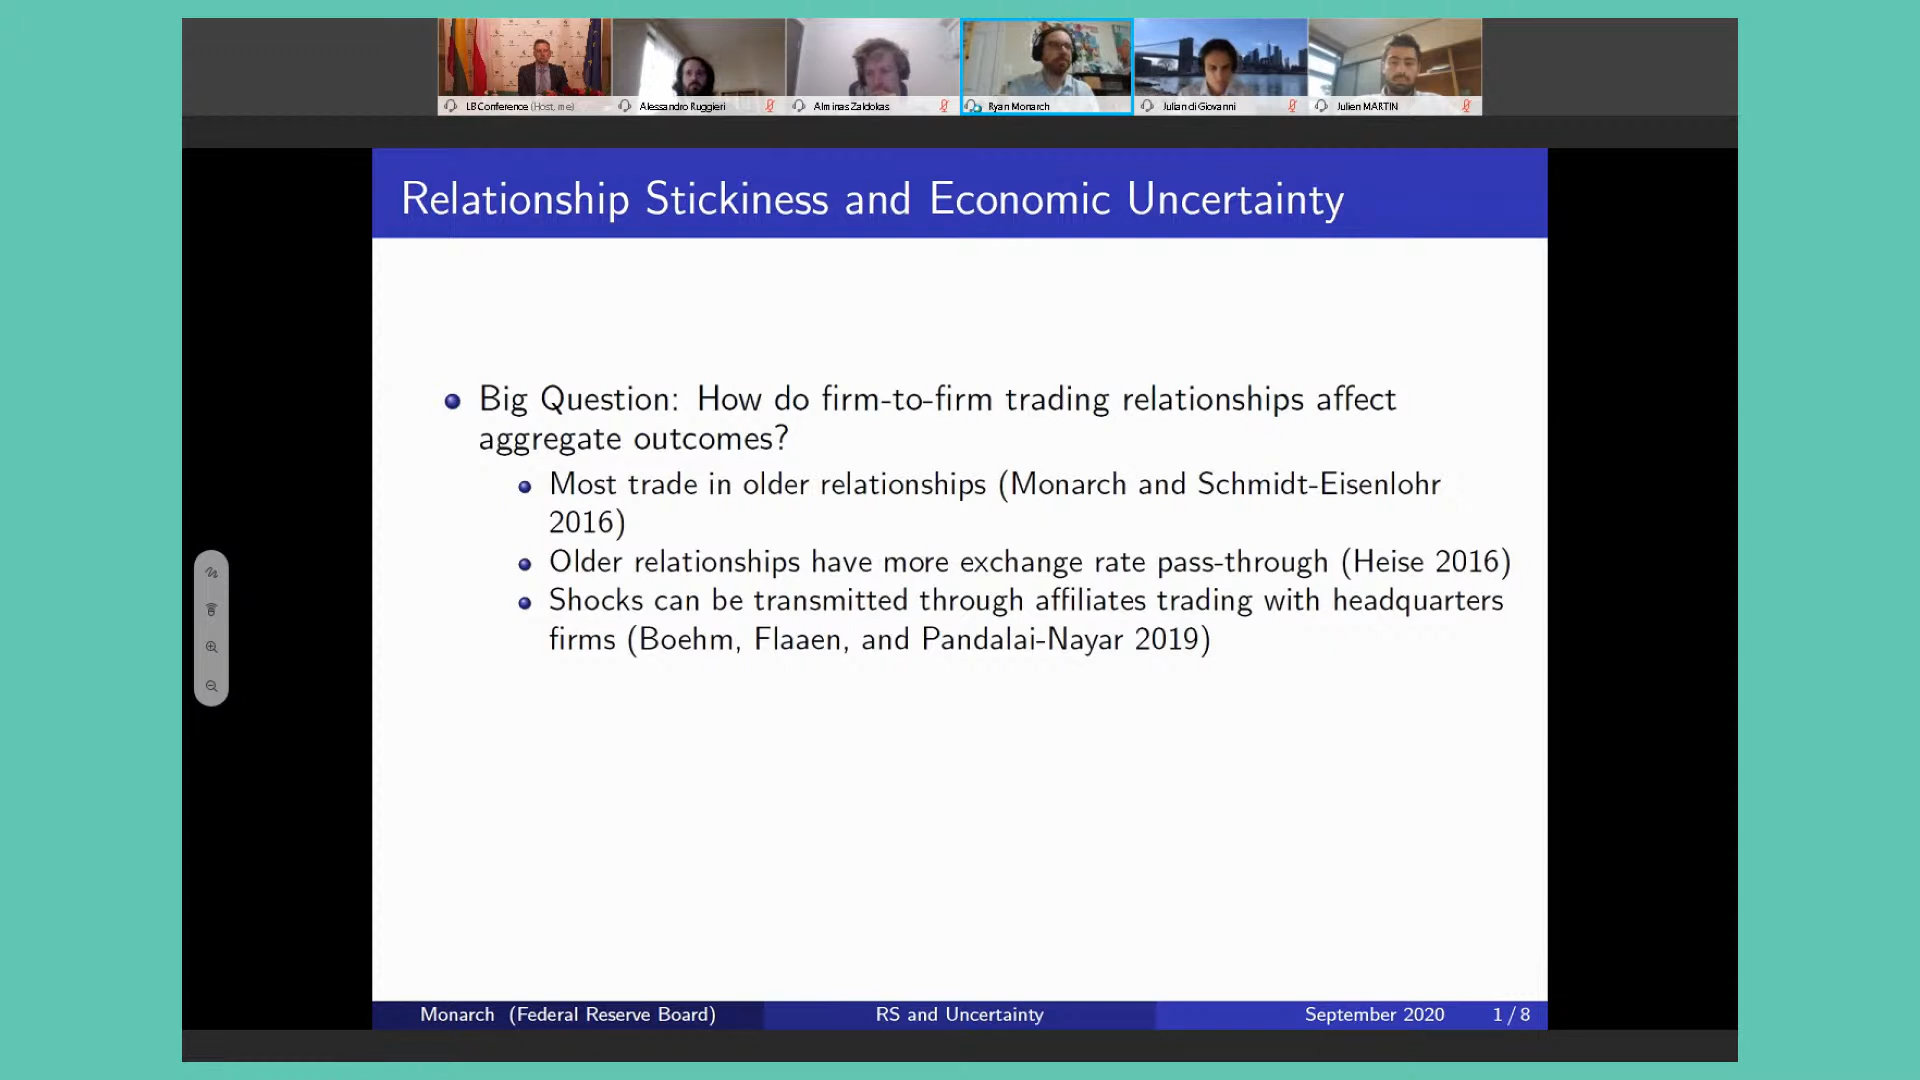 LB Conference (Host, me)
Alessandro Ruggieri
Alminas Zaldokas
Ryan Monarch
Julian di Giovanni
Julien MARTIN
Relationship Stickiness and Economic Uncertainty
Big Question: How do firm-to-firm trading relationships affect
aggregate outcomes?
Most trade in older relationships (Monarch and Schmidt-Eisenlohr
2016)
Older relationships have more exchange rate pass-through (Heise 2016)
Shocks can be transmitted through affiliates trading with headquarters
firms (Boehm, Flaaen, and Pandalai-Nayar 2019)
Monarch (Federal Reserve Board)
RS and Uncertainty
September 2020
1 / 8